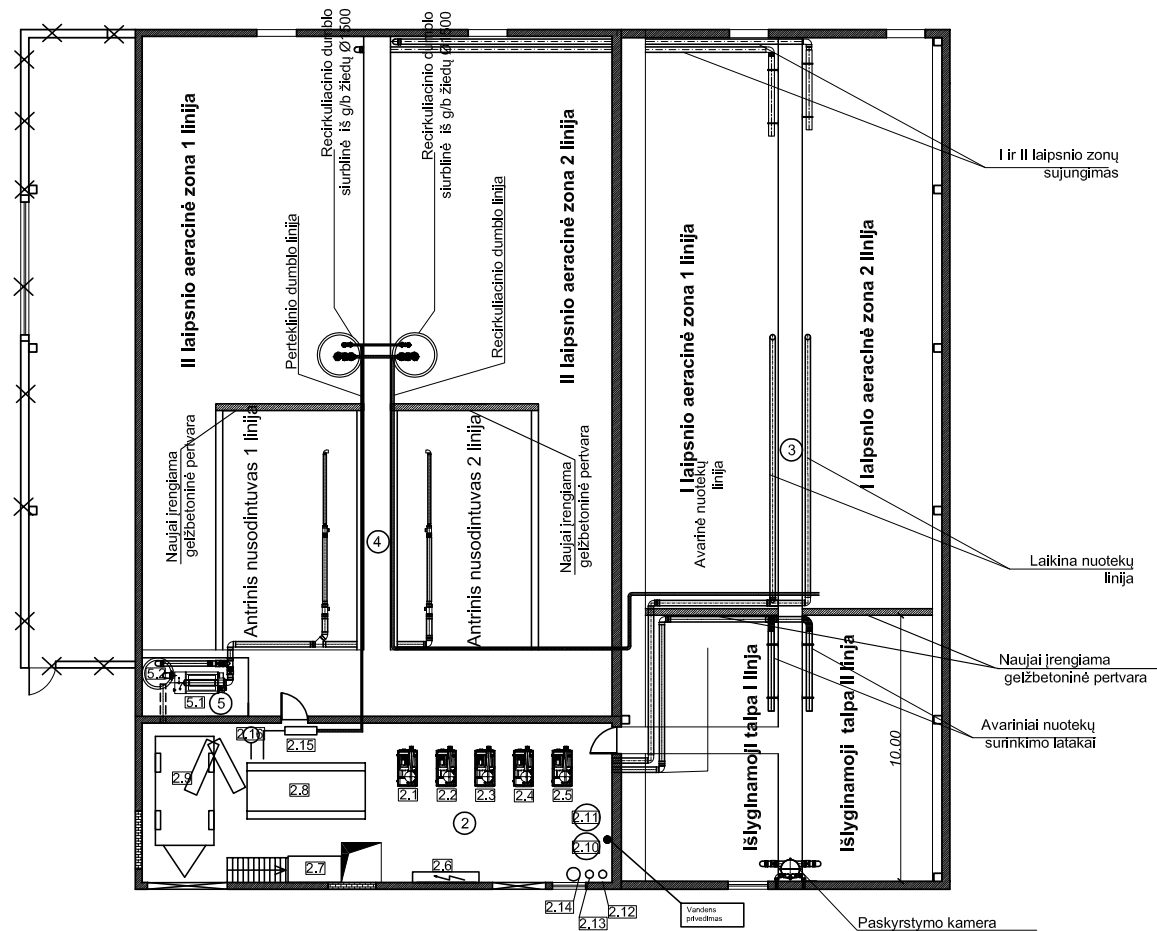 Recirkuliacinio dumblo
siurblinė iš g/b žiedų Ø1500
Recirkuliacinio dumblo
siurblinė iš g/b žiedų Ø1500
II laipsnio aeracinė zona 1 linija
II laipsnio aeracinė zona 2 linija
Perteklinio dumblo linija
Recirkuliacinio dumblo linija
I ir II laipsnio zonų
sujungimas
I laipsnio aeracinė zona 1 linija
I laipsnio aeracinė zona 2 linija
Avarinė nuotekų
linija
3
4
Naujai įrengiama
gelžbetoninė pertvara
Antrinis nusodintuvas 1 linija
Antrinis nusodintuvas 2 linija
Naujai įrengiama
gelžbetoninė pertvara
Laikina nuotekų
linija
Naujai įrengiama
gelžbetoninė pertvara
Avariniai nuotekų
surinkimo latakai
Išlyginamoji talpa I linja
Išlyginamoji talpa II linja
10.00
5.2
5.1
5
2.16
2.15
2.9
2.8
2.1
2.2
2.3
2.4
2.5
2
2.11
2.10
2.7
2.6
2.14
2.13
2.12
Vandens
privedimas
Paskyrstymo kamera